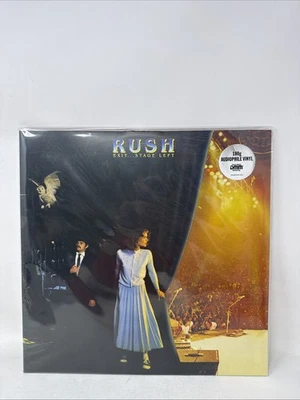 RUSH
EXIT...STAGE LEFT
180g
AUDIOPHILE VINYL